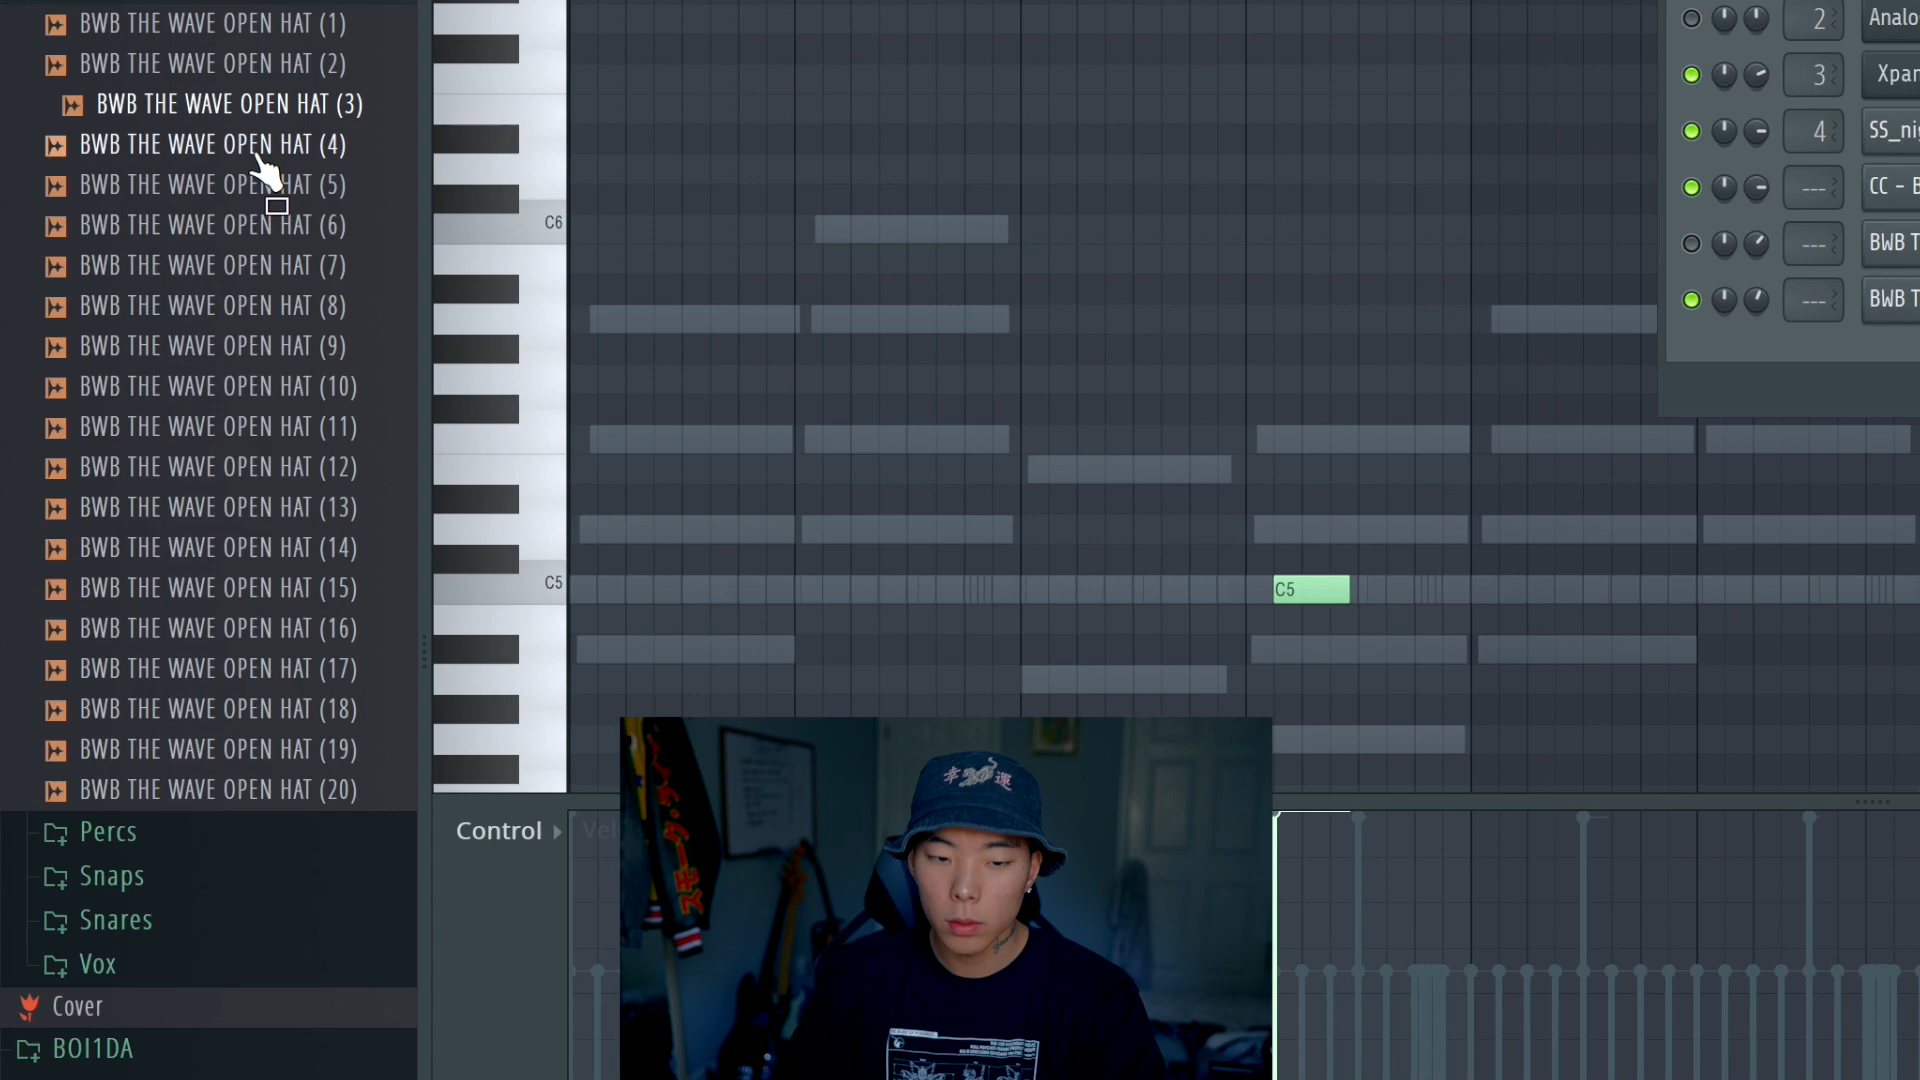 BWB THE WAVE OPEN HAT (1)
BWB THE WAVE OPEN HAT (2)
BWB THE WAVE OPEN HAT (3)
BWB THE WAVE OPEN HAT (4)
BWB THE WAVE OPEN HAT (5)
BWB THE WAVE OPEN HAT (6)
BWB THE WAVE OPEN HAT (7)
BWB THE WAVE OPEN HAT (8)
BWB THE WAVE OPEN HAT (9)
BWB THE WAVE OPEN HAT (10)
BWB THE WAVE OPEN HAT (11)
BWB THE WAVE OPEN HAT (12)
BWB THE WAVE OPEN HAT (13)
BWB THE WAVE OPEN HAT (14)
BWB THE WAVE OPEN HAT (15)
BWB THE WAVE OPEN HAT (16)
BWB THE WAVE OPEN HAT (17)
BWB THE WAVE OPEN HAT (18)
BWB THE WAVE OPEN HAT (19)
BWB THE WAVE OPEN HAT (20)
Percs
Snaps
Snares
Vox
Cover
BOI1DA
C6
C5
C5
Control
Vel
2 Analo
3 Xpan
4 SS_nig
--- CC - B
--- BWB T
--- BWB T
幸 運